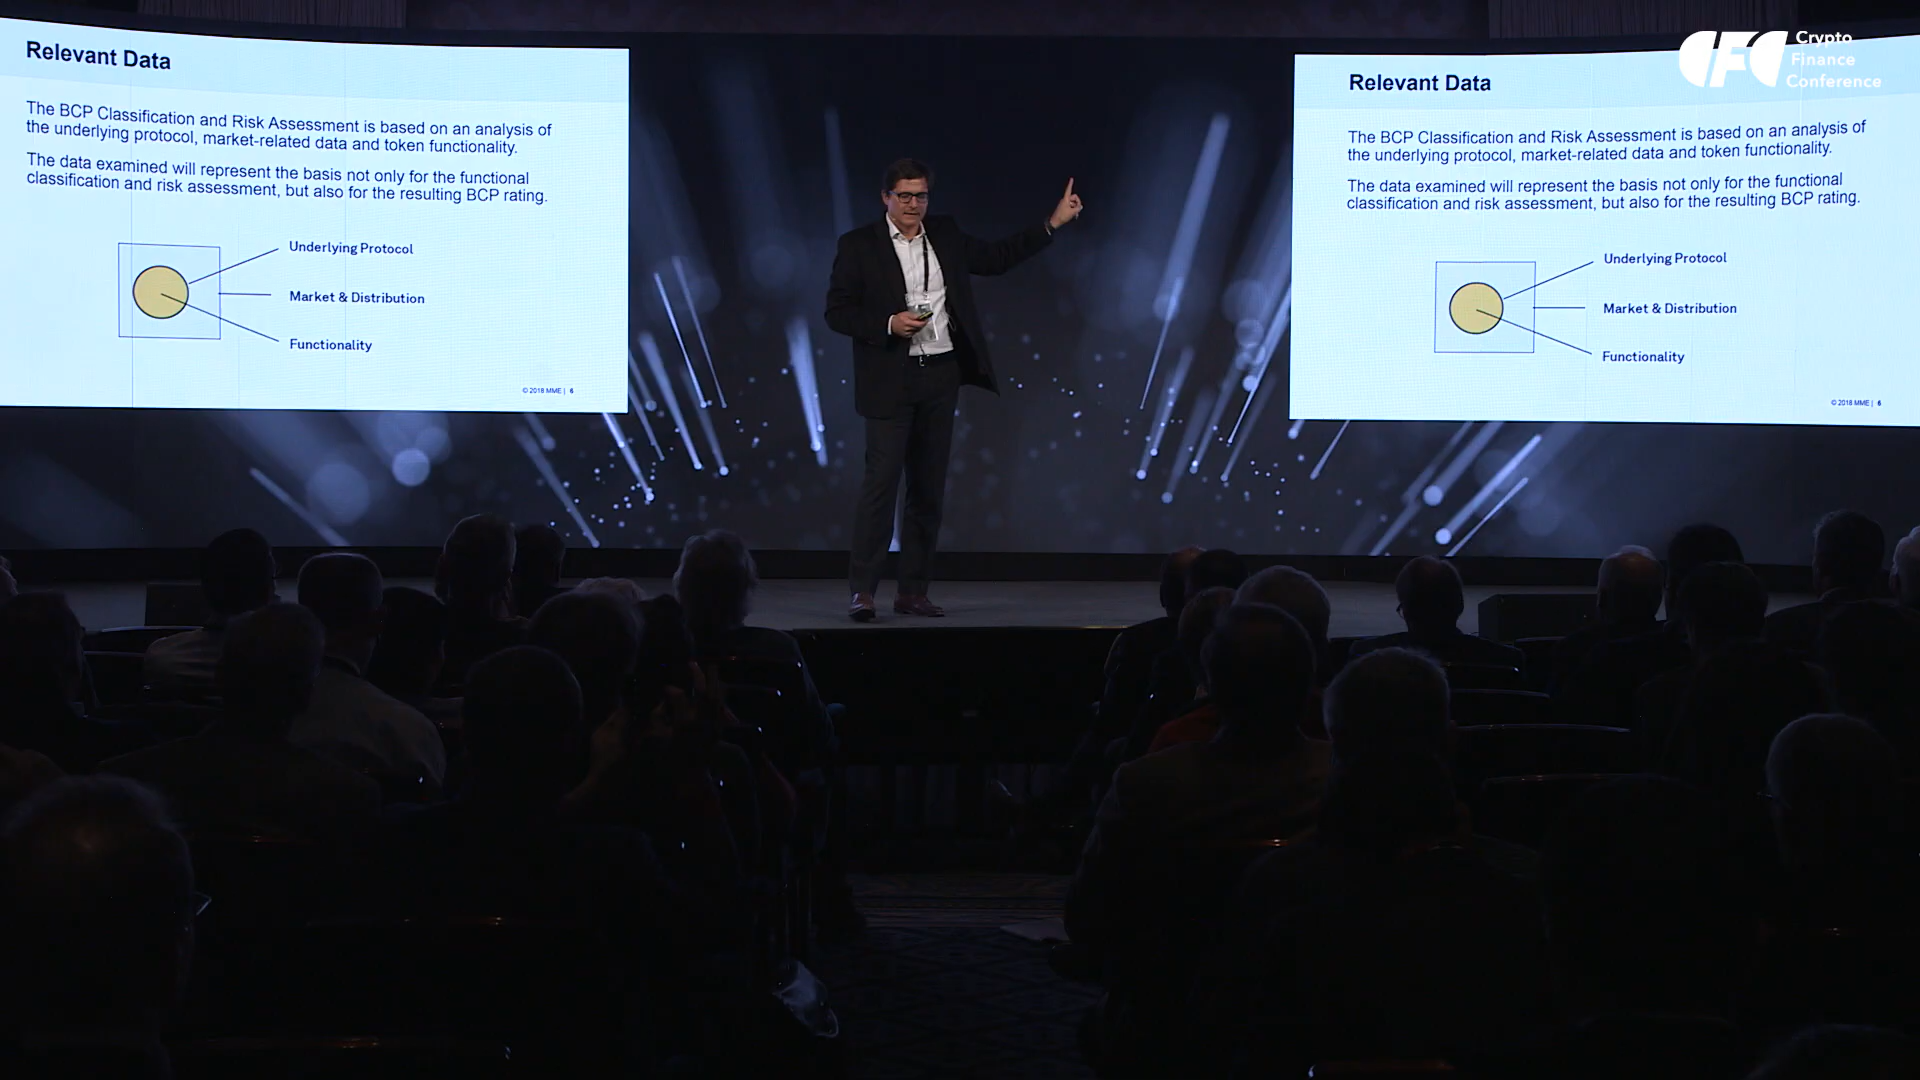 Relevant Data
The BCP Classification and Risk Assessment is based on an analysis of
the underlying protocol, market-related data and token functionality.
The data examined will represent the basis not only for the functional
classification and risk assessment, but also for the resulting BCP rating.
Underlying Protocol
Market & Distribution
Functionality
© 2018 MME | 6
CFC
Crypto
Finance
Conference
Relevant Data
The BCP Classification and Risk Assessment is based on an analysis of
the underlying protocol, market-related data and token functionality.
The data examined will represent the basis not only for the functional
classification and risk assessment, but also for the resulting BCP rating.
Underlying Protocol
Market & Distribution
Functionality
© 2018 MME | 6